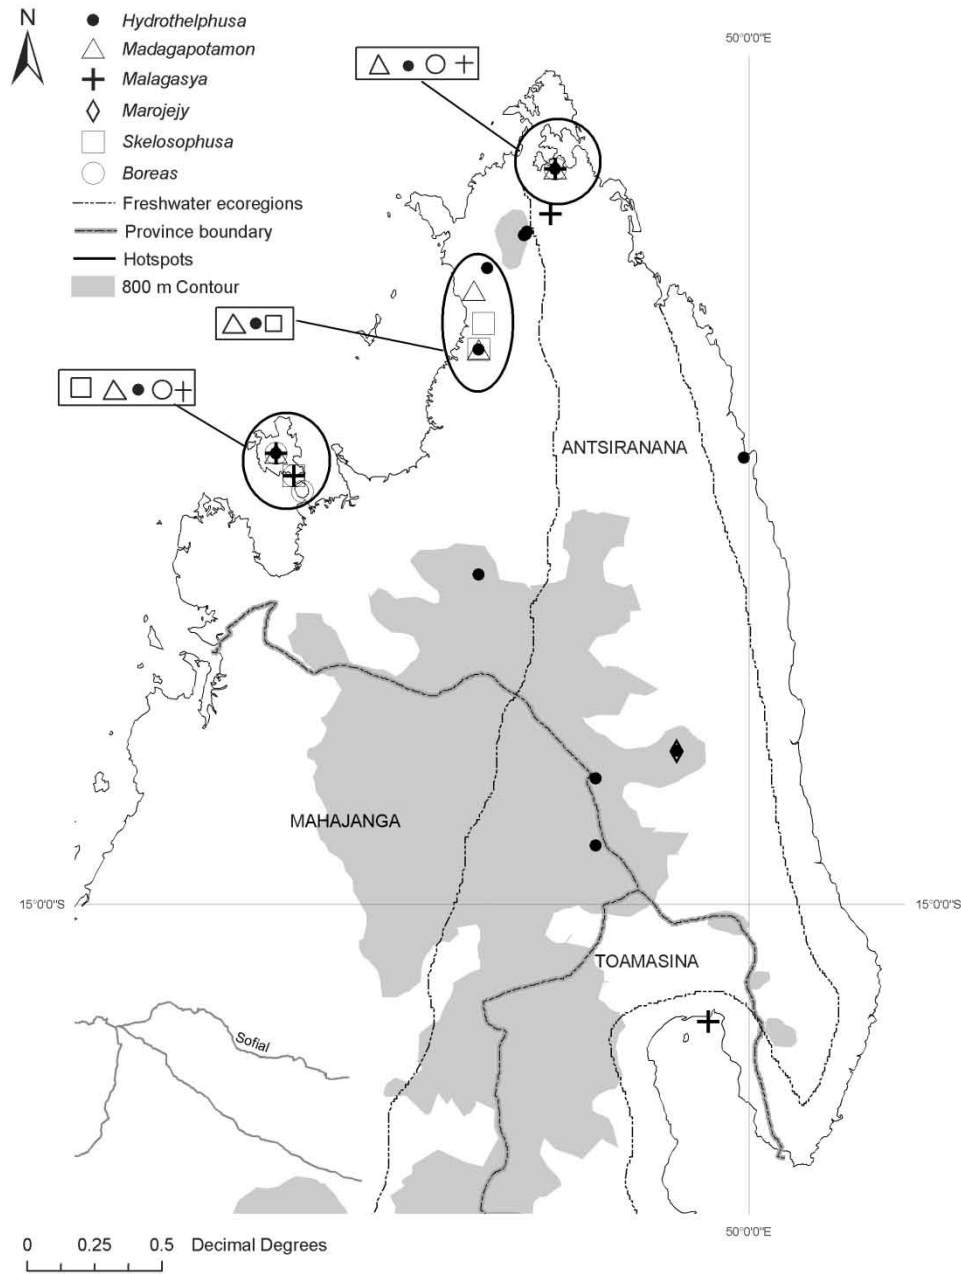 N
Hydrothelphusa
Madagapotamon
Malagasya
Marojejy
Skelosophusa
Boreas
Freshwater ecoregions
Province boundary
Hotspots
800 m Contour
50°0'0"E
ANTSIRANANA
MAHAJANGA
15°0'0"S
15°0'0"S
TOAMASINA
Sofial
50°0'0"E
0 0.25 0.5 Decimal Degrees